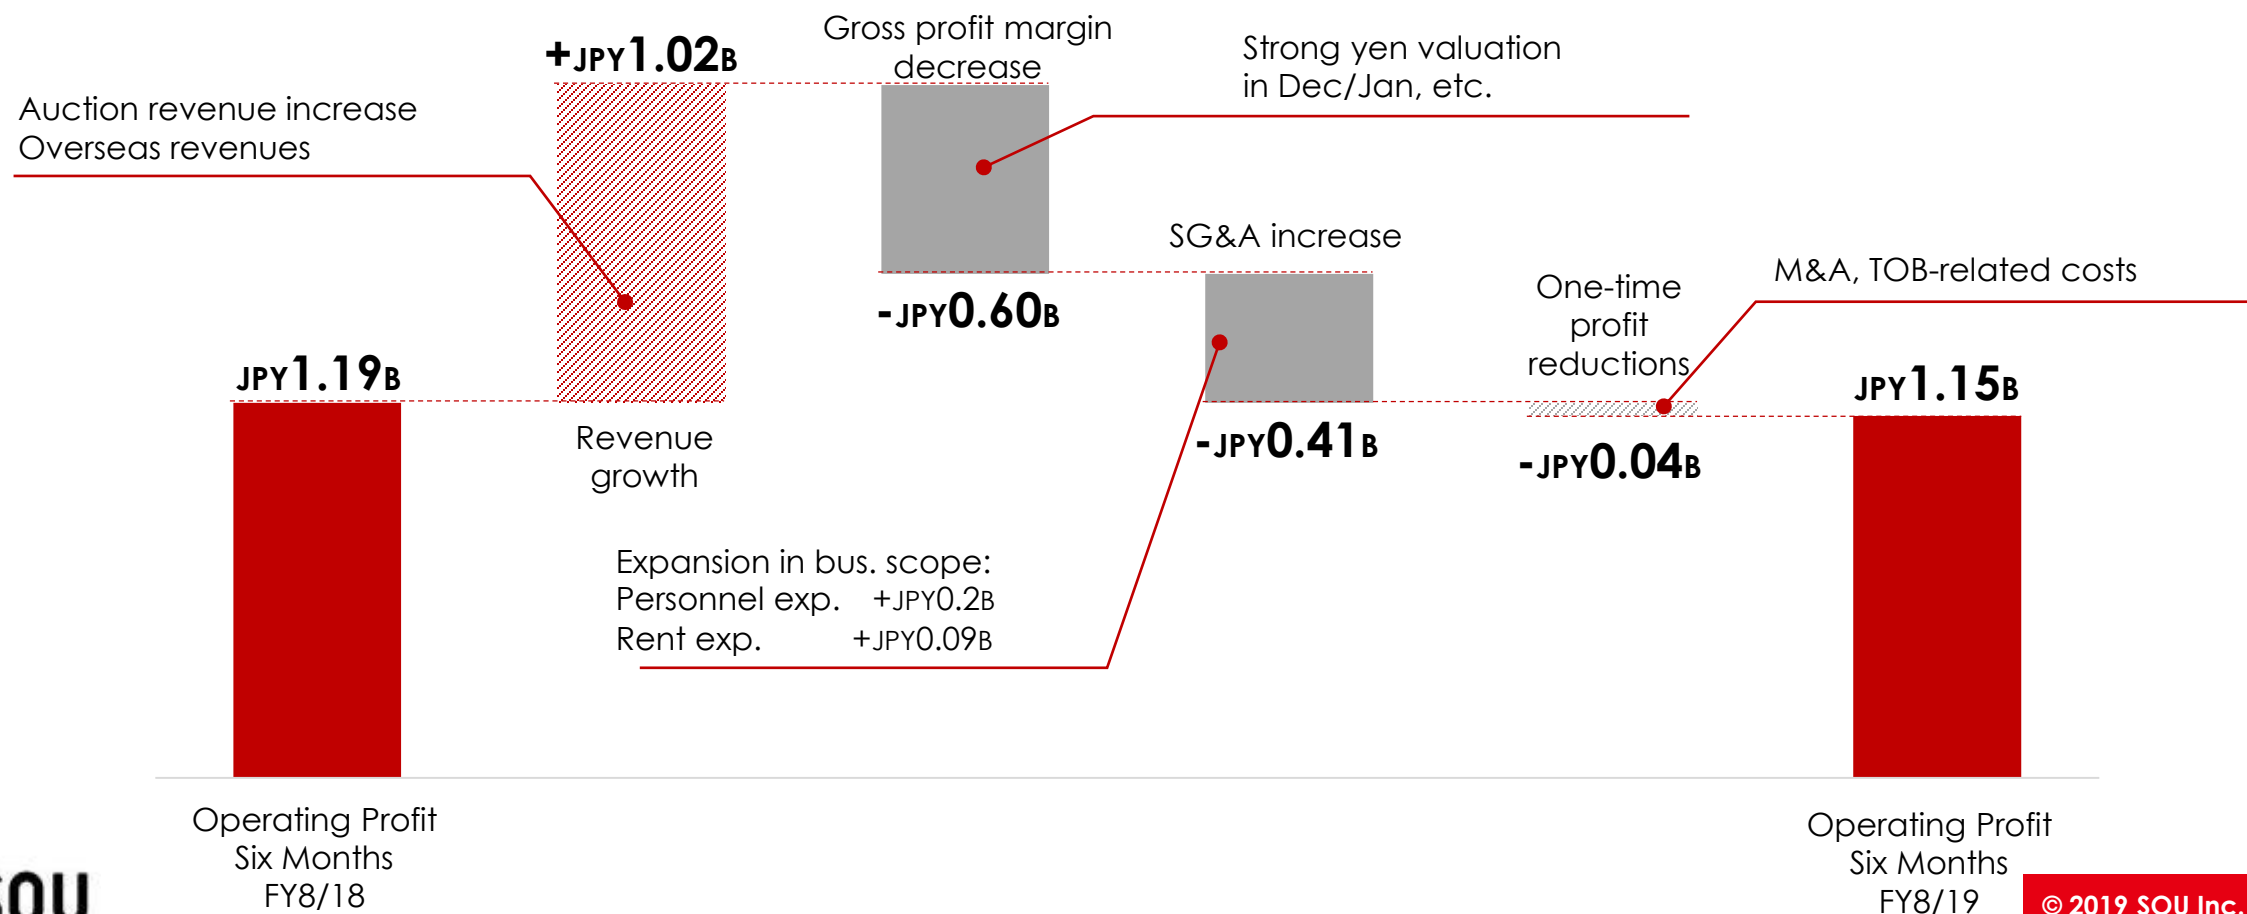 Gross profit margin
decrease
+JPY1.02B
Strong yen valuation
in Dec/Jan, etc.
Auction revenue increase
Overseas revenues
SG&A increase
M&A, TOB-related costs
One-time
profit
reductions
-JPY0.60B
JPY1.19B
JPY1.15B
Revenue
growth
-JPY0.41B
-JPY0.04B
Expansion in bus. scope:
Personnel exp. +JPY0.2B
Rent exp. +JPY0.09B
Operating Profit
Six Months
FY8/18
Operating Profit
Six Months
FY8/19
SOU
© 2019 SOU Inc.